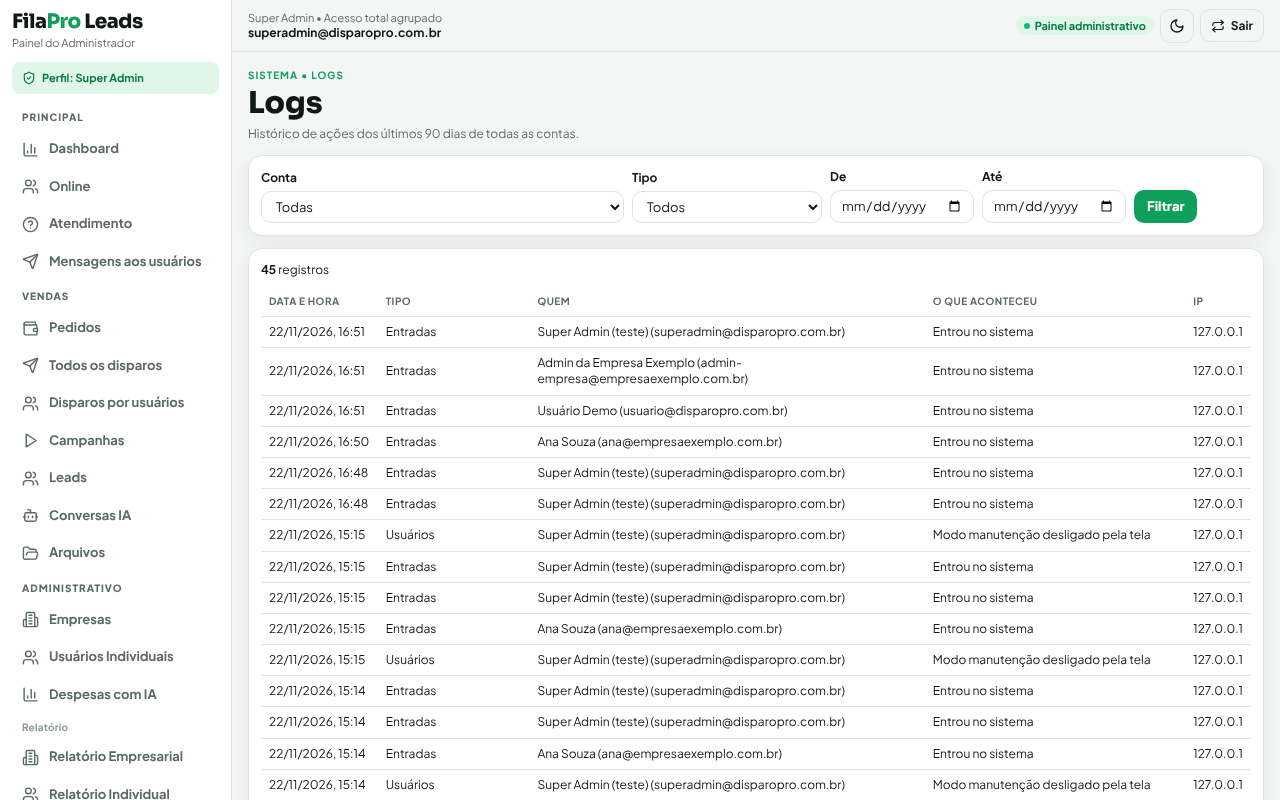 FilaPro Leads
Painel do Administrador
Perfil: Super Admin
PRINCIPAL
Dashboard
Online
Atendimento
Mensagens aos usuários
VENDAS
Pedidos
Todos os disparos
Disparos por usuários
Campanhas
Leads
Conversas IA
Arquivos
ADMINISTRATIVO
Empresas
Usuários Individuais
Despesas com IA
Relatório
Relatório Empresarial
Relatório Individual
Super Admin • Acesso total agrupado
superadmin@disparopro.com.br
Painel administrativo
Sair
SISTEMA • LOGS
Logs
Histórico de ações dos últimos 90 dias de todas as contas.
Conta Tipo De Até
Todas Todos mm/dd/yyyy mm/dd/yyyy Filtrar
45 registros
DATA E HORA TIPO QUEM O QUE ACONTECEU IP
22/11/2026, 16:51 Entradas Super Admin (teste) (superadmin@disparopro.com.br) Entrou no sistema 127.0.0.1
22/11/2026, 16:51 Entradas Admin da Empresa Exemplo (admin-
empresa@empresaexemplo.com.br) Entrou no sistema 127.0.0.1
22/11/2026, 16:51 Entradas Usuário Demo (usuario@disparopro.com.br) Entrou no sistema 127.0.0.1
22/11/2026, 16:50 Entradas Ana Souza (ana@empresaexemplo.com.br) Entrou no sistema 127.0.0.1
22/11/2026, 16:48 Entradas Super Admin (teste) (superadmin@disparopro.com.br) Entrou no sistema 127.0.0.1
22/11/2026, 16:48 Entradas Super Admin (teste) (superadmin@disparopro.com.br) Entrou no sistema 127.0.0.1
22/11/2026, 15:15 Usuários Super Admin (teste) (superadmin@disparopro.com.br) Modo manutenção desligado pela tela 127.0.0.1
22/11/2026, 15:15 Entradas Super Admin (teste) (superadmin@disparopro.com.br) Entrou no sistema 127.0.0.1
22/11/2026, 15:15 Entradas Super Admin (teste) (superadmin@disparopro.com.br) Entrou no sistema 127.0.0.1
22/11/2026, 15:15 Entradas Ana Souza (ana@empresaexemplo.com.br) Entrou no sistema 127.0.0.1
22/11/2026, 15:15 Usuários Super Admin (teste) (superadmin@disparopro.com.br) Modo manutenção desligado pela tela 127.0.0.1
22/11/2026, 15:14 Entradas Super Admin (teste) (superadmin@disparopro.com.br) Entrou no sistema 127.0.0.1
22/11/2026, 15:14 Entradas Super Admin (teste) (superadmin@disparopro.com.br) Entrou no sistema 127.0.0.1
22/11/2026, 15:14 Entradas Ana Souza (ana@empresaexemplo.com.br) Entrou no sistema 127.0.0.1
22/11/2026, 15:14 Usuários Super Admin (teste) (superadmin@disparopro.com.br) Modo manutenção desligado pela tela 127.0.0.1